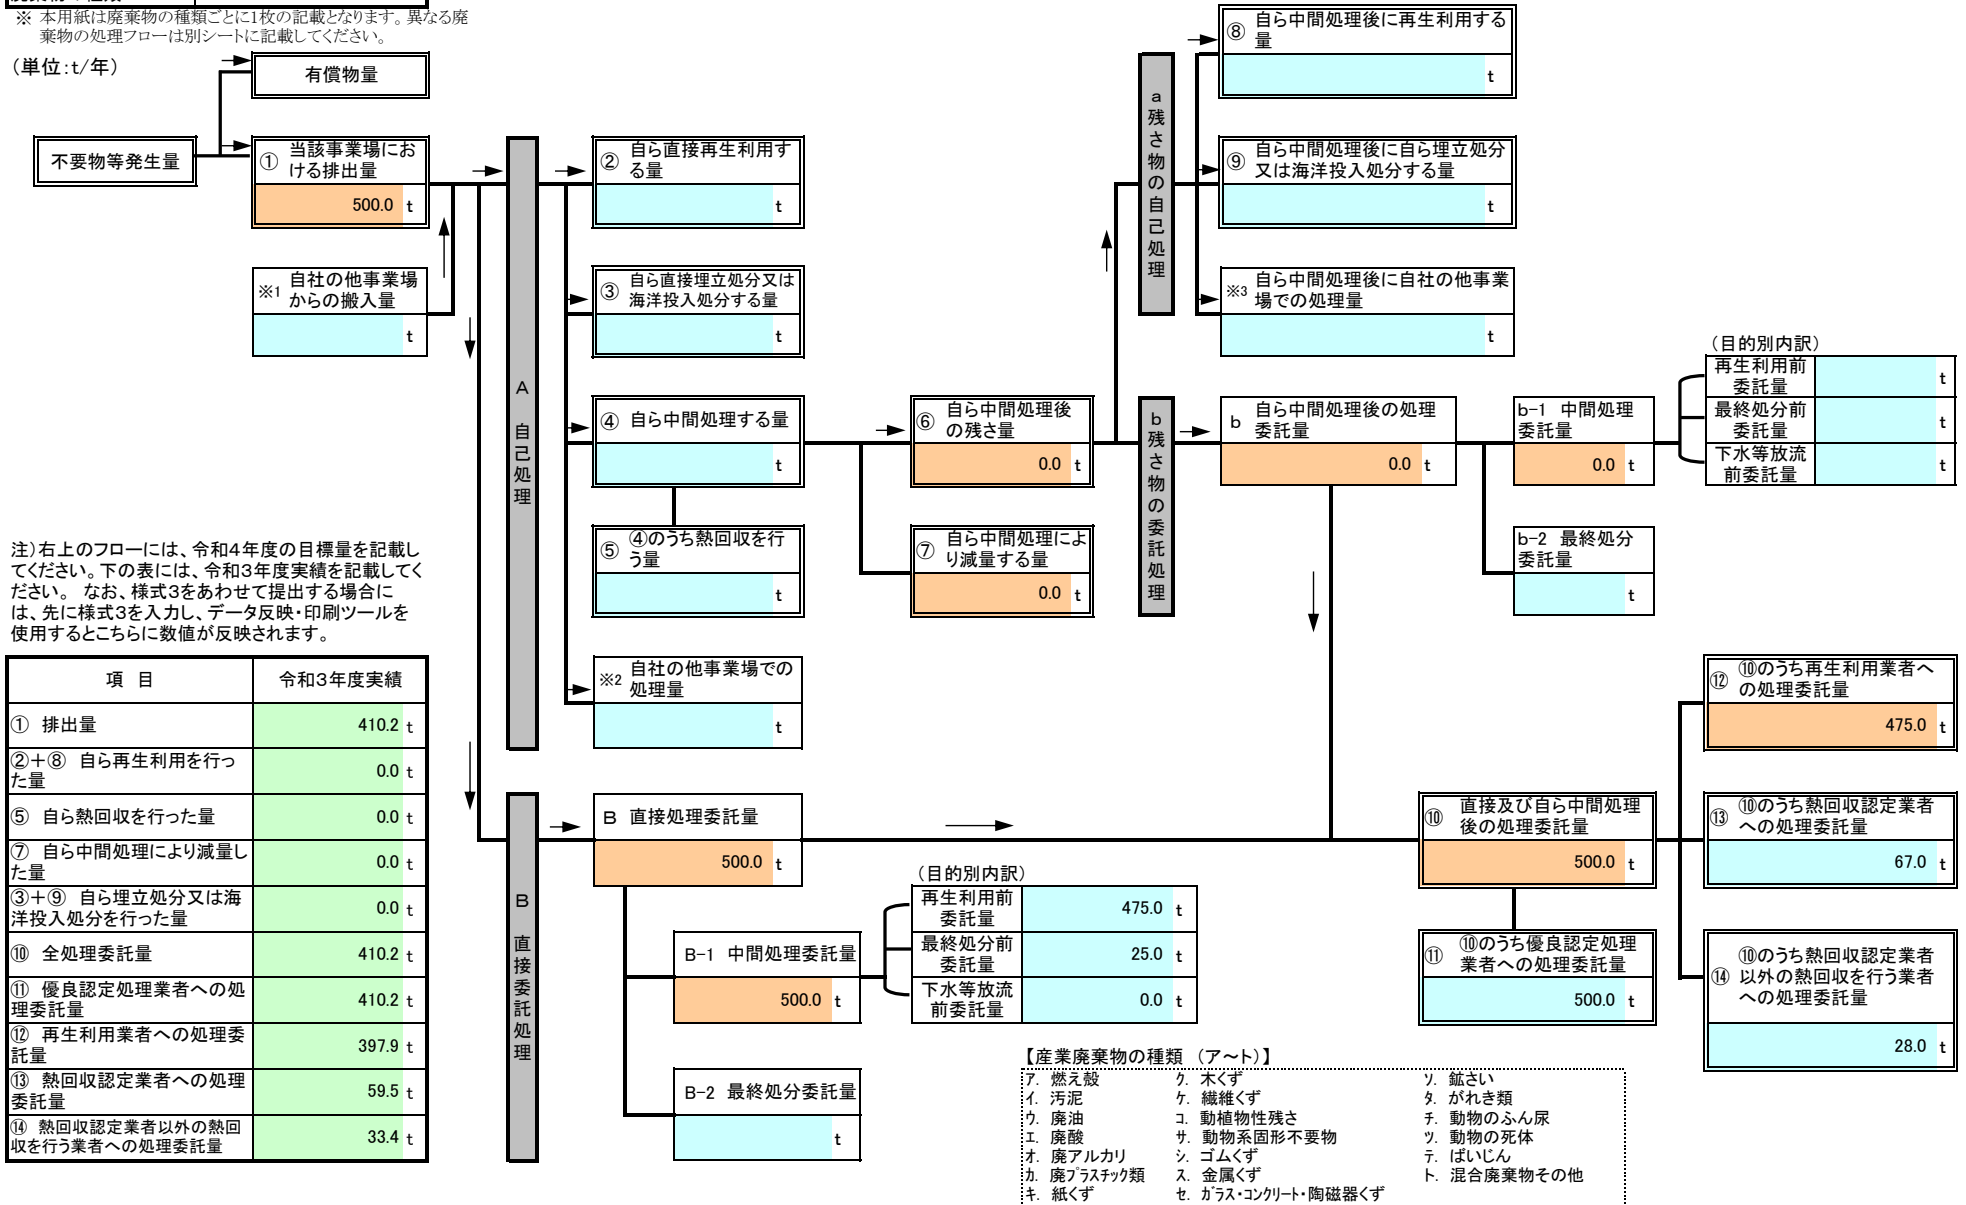 ※ 本用紙は廃棄物の種類ごとに1枚の記載となります。異なる廃
棄物の処理フローは別シートに記載してください。
（単位:t/年）
有償物量
不要物等発生量
① 当該事業場にお
ける排出量
500.0 t
※1 自社の他事業場
からの搬入量
t
A 自己処理
② 自ら直接再生利用す
る量
t
③ 自ら直接埋立処分又は
海洋投入処分する量
t
④ 自ら中間処理する量
t
⑤ ④のうち熱回収を行
う量
t
※2 自社の他事業場での
処理量
t
⑥ 自ら中間処理後
の残さ量
0.0 t
⑦ 自ら中間処理によ
り減量する量
0.0 t
a残さ物の自己処理
⑧ 自ら中間処理後に再生利用する
量
t
⑨ 自ら中間処理後に自ら埋立処分
又は海洋投入処分する量
t
※3 自ら中間処理後に自社の他事業
場での処理量
t
b残さ物の委託処理
b 自ら中間処理後の処理
委託量
0.0 t
b-1 中間処理
委託量
0.0 t
（目的別内訳）
再生利用前
委託量
t
最終処分前
委託量
t
下水等放流
前委託量
t
b-2 最終処分
委託量
t
注）右上のフローには、令和4年度の目標量を記載し
てください。下の表には、令和3年度実績を記載してく
ださい。 なお、様式3をあわせて提出する場合に
は、先に様式3を入力し、データ反映・印刷ツールを
使用するとこちらに数値が反映されます。
項 目 令和3年度実績
① 排出量 410.2 t
②＋⑧ 自ら再生利用を行っ
た量 0.0 t
⑤ 自ら熱回収を行った量 0.0 t
⑦ 自ら中間処理により減量し
た量 0.0 t
③＋⑨ 自ら埋立処分又は海
洋投入処分を行った量 0.0 t
⑩ 全処理委託量 410.2 t
⑪ 優良認定処理業者への処
理委託量 410.2 t
⑫ 再生利用業者への処理委
託量 397.9 t
⑬ 熱回収認定業者への処理
委託量 59.5 t
⑭ 熱回収認定業者以外の熱回
収を行う業者への処理委託量 33.4 t
B 直接委託処理
B 直接処理委託量
500.0 t
B-1 中間処理委託量
500.0 t
（目的別内訳）
再生利用前
委託量
475.0 t
最終処分前
委託量
25.0 t
下水等放流
前委託量
0.0 t
B-2 最終処分委託量
t
⑩ 直接及び自ら中間処理
後の処理委託量
500.0 t
⑪ ⑩のうち優良認定処理
業者への処理委託量
500.0 t
⑫ ⑩のうち再生利用業者へ
の処理委託量
475.0 t
⑬ ⑩のうち熱回収認定業者
への処理委託量
67.0 t
⑭ ⑩のうち熱回収認定業者
以外の熱回収を行う業者
への処理委託量
28.0 t
【産業廃棄物の種類 （ア～ト）】
ア. 燃え殻 ク. 木くず ソ. 鉱さい
イ. 汚泥 ケ. 繊維くず タ. がれき類
ウ. 廃油 コ. 動植物性残さ チ. 動物のふん尿
エ. 廃酸 サ. 動物系固形不要物 ツ. 動物の死体
オ. 廃アルカリ シ. ゴムくず テ. ばいじん
カ. 廃プラスチック類 ス. 金属くず ト. 混合廃棄物その他
キ. 紙くず セ. ガラス・コンクリート・陶磁器くず